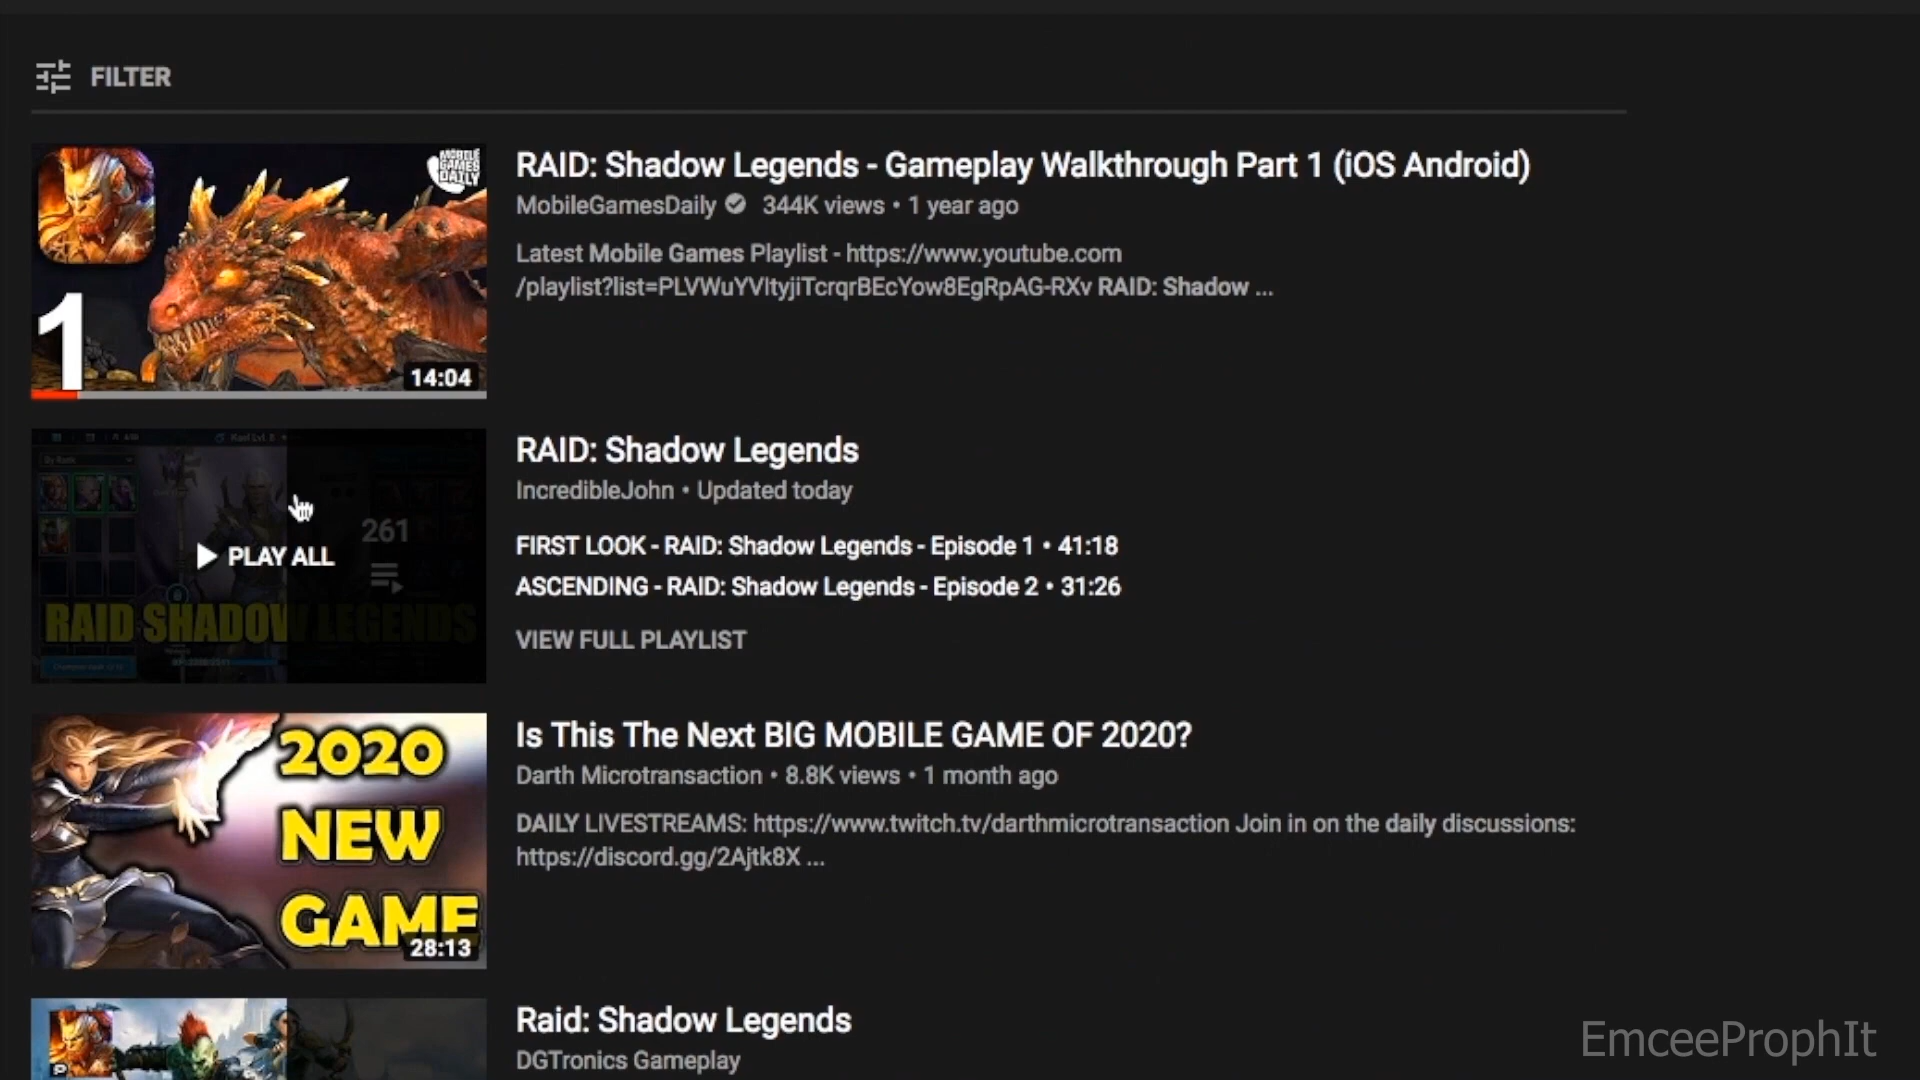 FILTER
MOBILE
GAMES
DAILY
1
14:04
RAID: Shadow Legends - Gameplay Walkthrough Part 1 (iOS Android)
MobileGamesDaily 344K views • 1 year ago
Latest Mobile Games Playlist - https://www.youtube.com
/playlist?list=PLVWuYVItyjiTcrqrBEcYow8EgRpAG-RXv RAID: Shadow ...
261
PLAY ALL
RAID SHADOW LEGENDS
RAID: Shadow Legends
IncredibleJohn • Updated today
FIRST LOOK - RAID: Shadow Legends - Episode 1 • 41:18
ASCENDING - RAID: Shadow Legends - Episode 2 • 31:26
VIEW FULL PLAYLIST
2020
NEW
GAME
28:13
Is This The Next BIG MOBILE GAME OF 2020?
Darth Microtransaction • 8.8K views • 1 month ago
DAILY LIVESTREAMS: https://www.twitch.tv/darthmicrotransaction Join in on the daily discussions:
https://discord.gg/2Ajtk8X ...
Raid: Shadow Legends
DGTronics Gameplay
EmceeProphIt